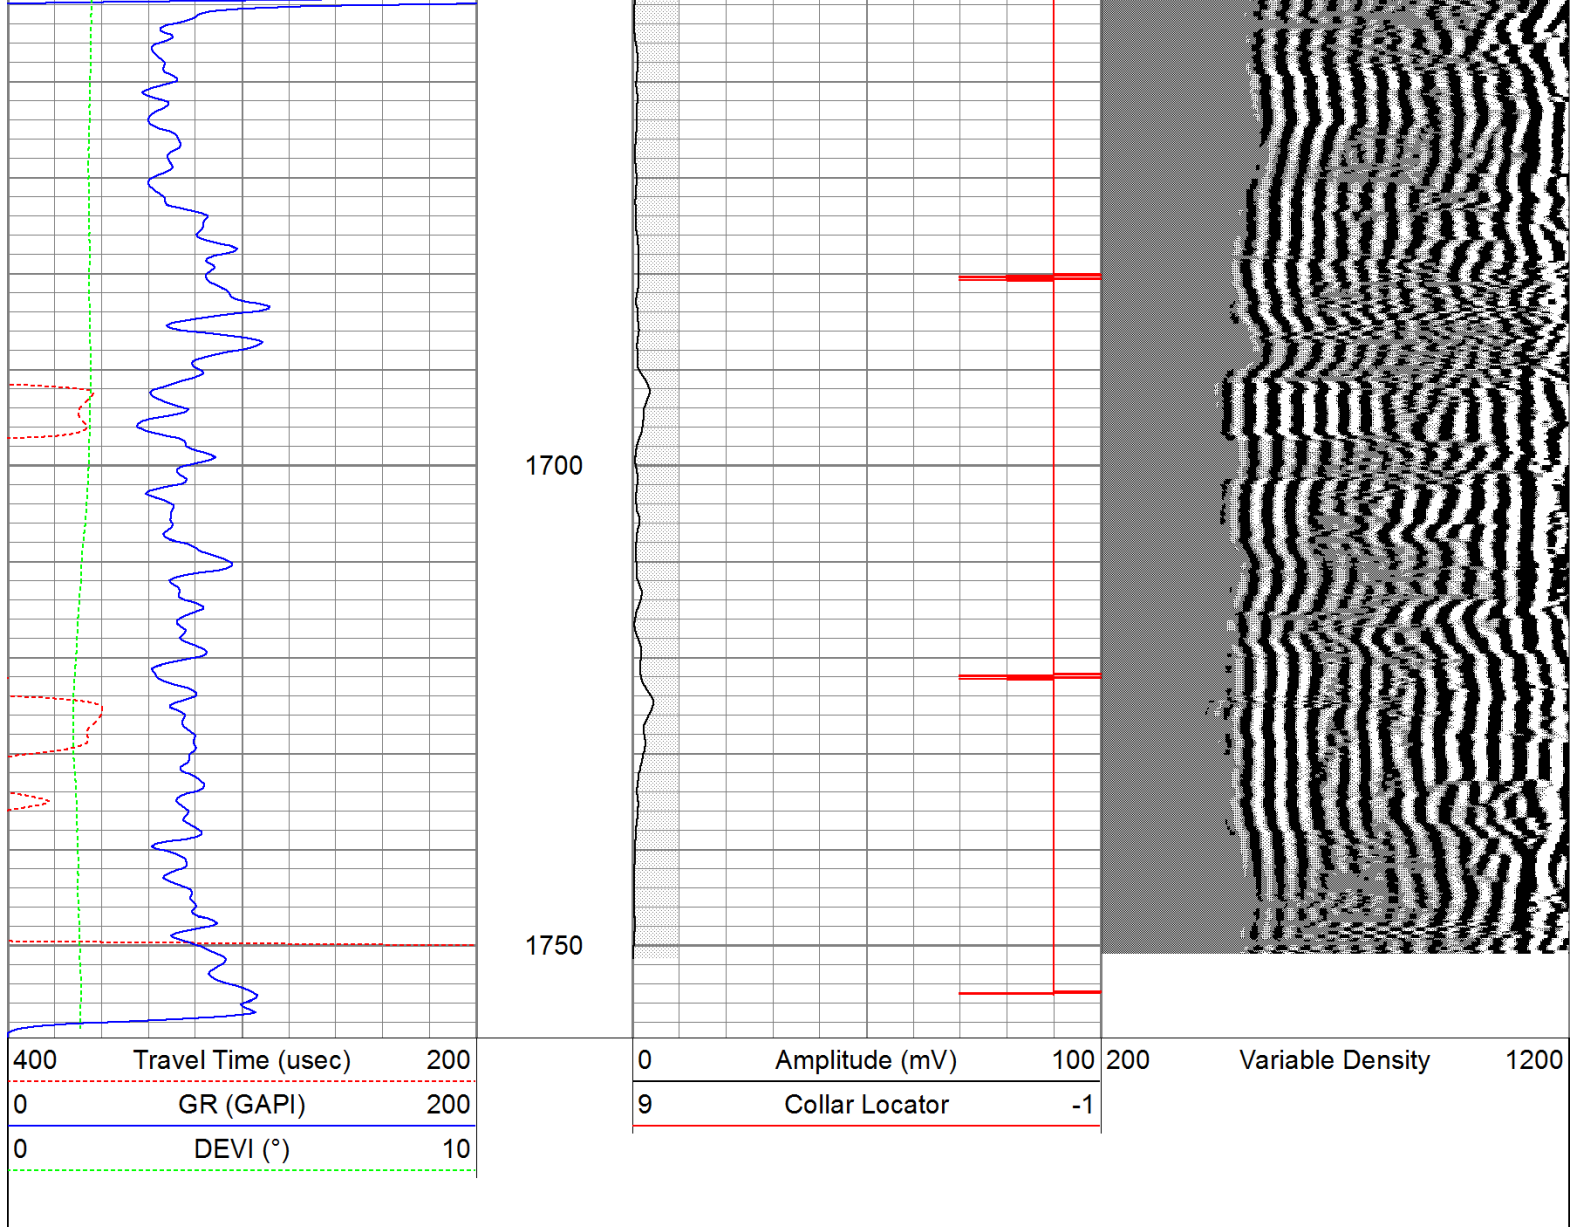 1700
1750
400 Travel Time (usec) 200
0 Amplitude (mV) 100
200 Variable Density 1200
0 GR (GAPI) 200
9 Collar Locator -1
0 DEVI (°) 10